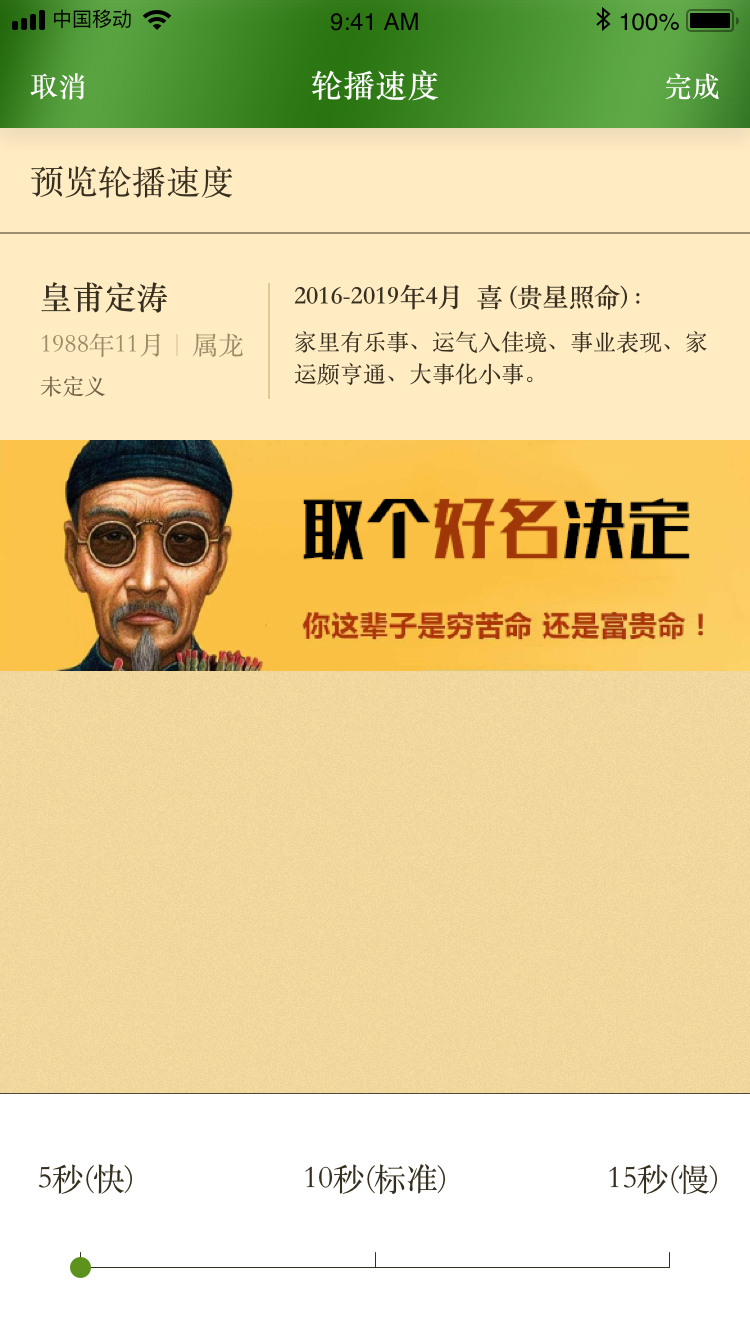 中国移动 9:41 AM 100%
取消 轮播速度 完成
预览轮播速度
皇甫定涛
1988年11月 属龙
未定义
2016-2019年4月 喜 (贵星照命) :
家里有乐事、运气入佳境、事业表现、家
运颇亨通、大事化小事。
取个好名决定
你这辈子是穷苦命 还是富贵命！
5秒(快) 10秒(标准) 15秒(慢)